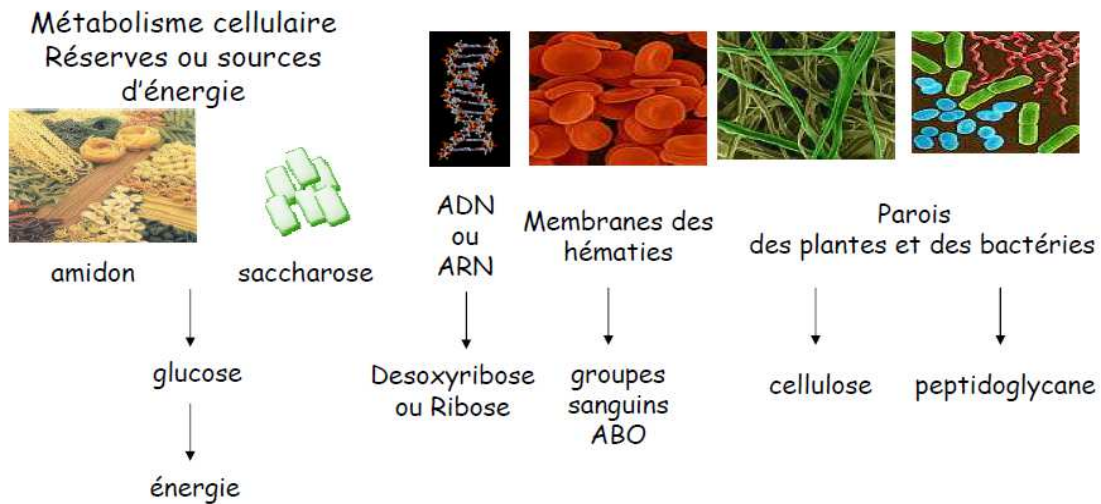 Métabolisme cellulaire
Réserves ou sources
d'énergie
amidon
saccharose
glucose
énergie
ADN
ou
ARN
Desoxyribose
ou Ribose
Membranes des
hématies
groupes
sanguins
ABO
Parois
des plantes et des bactéries
cellulose
peptidoglycane